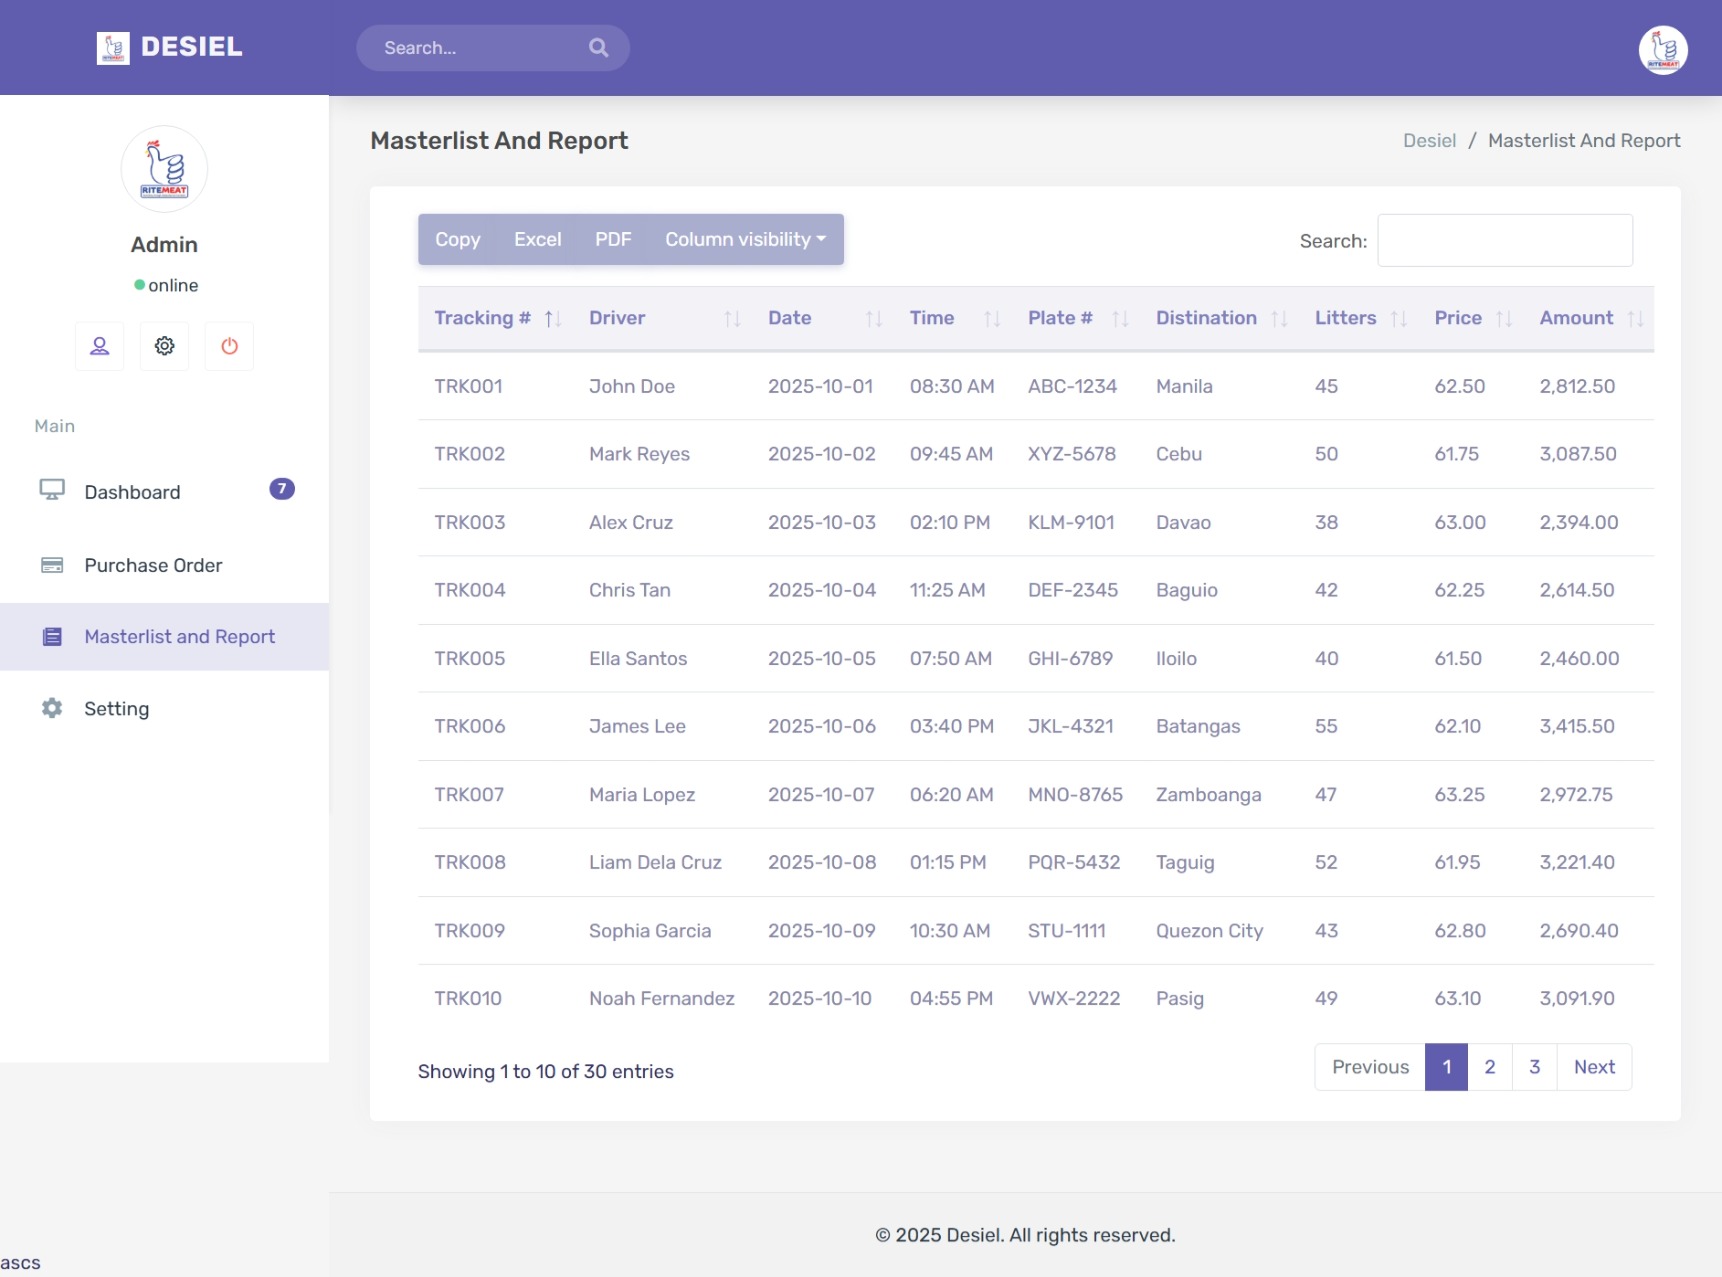 DESIEL
Search...
RITEMEAT
RITEMEAT
Admin
online
Main
Dashboard 7
Purchase Order
Masterlist and Report
Setting
ascs
Masterlist And Report
Desiel / Masterlist And Report
Copy Excel PDF Column visibility
Search:
Tracking # Driver Date Time Plate # Distination Litters Price Amount
TRK001 John Doe 2025-10-01 08:30 AM ABC-1234 Manila 45 62.50 2,812.50
TRK002 Mark Reyes 2025-10-02 09:45 AM XYZ-5678 Cebu 50 61.75 3,087.50
TRK003 Alex Cruz 2025-10-03 02:10 PM KLM-9101 Davao 38 63.00 2,394.00
TRK004 Chris Tan 2025-10-04 11:25 AM DEF-2345 Baguio 42 62.25 2,614.50
TRK005 Ella Santos 2025-10-05 07:50 AM GHI-6789 Iloilo 40 61.50 2,460.00
TRK006 James Lee 2025-10-06 03:40 PM JKL-4321 Batangas 55 62.10 3,415.50
TRK007 Maria Lopez 2025-10-07 06:20 AM MNO-8765 Zamboanga 47 63.25 2,972.75
TRK008 Liam Dela Cruz 2025-10-08 01:15 PM PQR-5432 Taguig 52 61.95 3,221.40
TRK009 Sophia Garcia 2025-10-09 10:30 AM STU-1111 Quezon City 43 62.80 2,690.40
TRK010 Noah Fernandez 2025-10-10 04:55 PM VWX-2222 Pasig 49 63.10 3,091.90
Showing 1 to 10 of 30 entries
Previous 1 2 3 Next
© 2025 Desiel. All rights reserved.